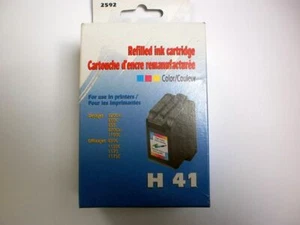 2592
Refilled ink cartridge
Cartouche d'encre remanufacturée
Color/Couleur
For use in printers/
Pour les imprimantes
H 41